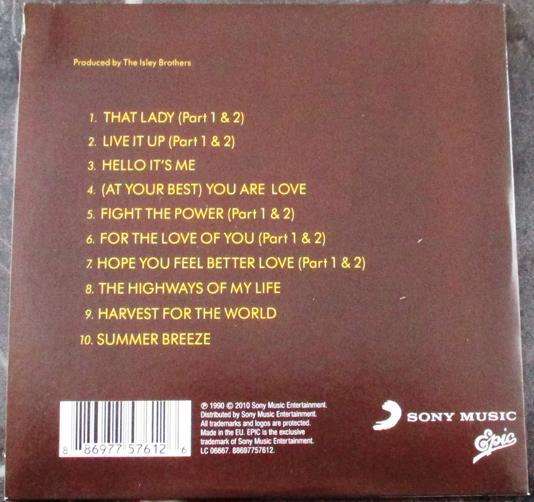 Produced by The Isley Brothers
1. THAT LADY (Part 1 & 2)
2. LIVE IT UP (Part 1 & 2)
3. HELLO IT'S ME
4. (AT YOUR BEST) YOU ARE LOVE
5. FIGHT THE POWER (Part 1 & 2)
6. FOR THE LOVE OF YOU (Part 1 & 2)
7. HOPE YOU FEEL BETTER LOVE (Part 1 & 2)
8. THE HIGHWAYS OF MY LIFE
9. HARVEST FOR THE WORLD
10. SUMMER BREEZE
8 86977 57612 6
℗ 1990 © 2010 Sony Music Entertainment.
Distributed by Sony Music Entertainment.
All trademarks and logos are protected.
Made in the EU. EPIC is the exclusive
trademark of Sony Music Entertainment.
LC 06667. 88697757612.
SONY MUSIC
Epic